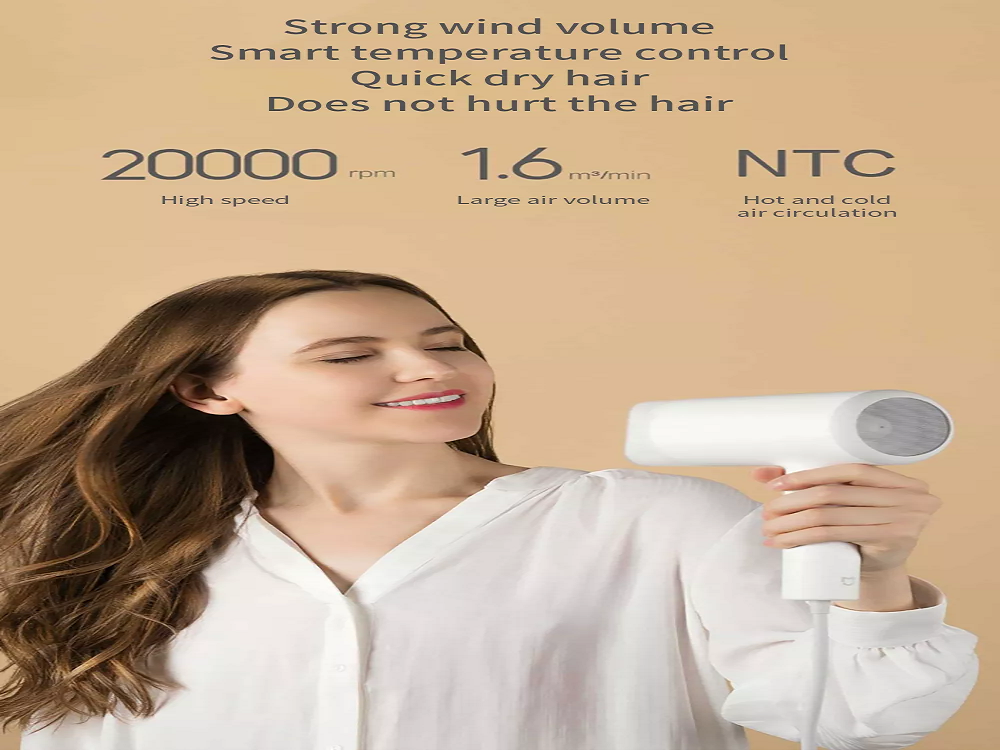 Strong wind volume
Smart temperature control
Quick dry hair
Does not hurt the hair
20000 rpm
1.6 m³/min
NTC
High speed
Large air volume
Hot and cold
air circulation